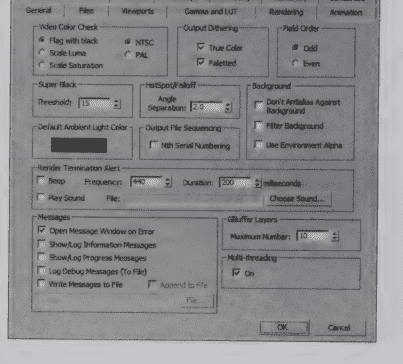 General Files Viewports Gamma and LUT Rendering Animation
Video Color Check
Flag with black NTSC
Scale Luma PAL
Scale Saturation
Output Dithering
True Color
Paletted
Field Order
Odd
Even
Super Black
Threshold: 15
HotSpot/Falloff
Angle
Separation: 2.0
Background
Don't Antialias Against
Background
Filter Background
Use Environment Alpha
Default Ambient Light Color
Output File Sequencing
Nth Serial Numbering
Render Termination Alert
Beep Frequency: 440 Duration: 200 milliseconds
Play Sound File: Choose Sound...
Messages
Open Message Window on Error
Show/Log Information Messages
Show/Log Progress Messages
Log Debug Messages (To File)
Write Messages to File Append to File
File...
GBuffer Layers
Maximum Number: 10
Multi-threading
On
OK Cancel